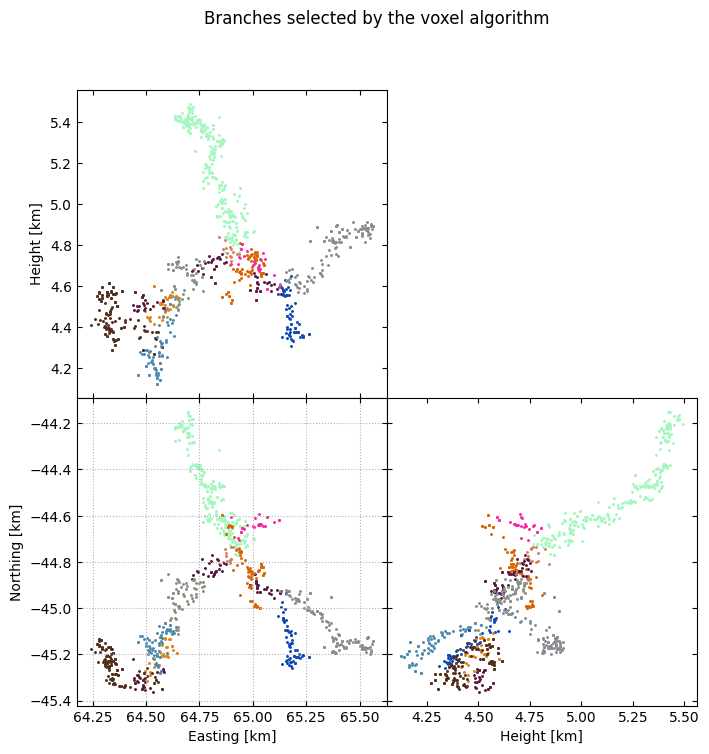 Branches selected by the voxel algorithm
5.4
5.2
5.0
4.8
4.6
4.4
4.2
Height [km]
−44.2
−44.4
−44.6
−44.8
−45.0
−45.2
−45.4
Northing [km]
64.25 64.50 64.75 65.00 65.25 65.50
Easting [km]
4.25 4.50 4.75 5.00 5.25 5.50
Height [km]